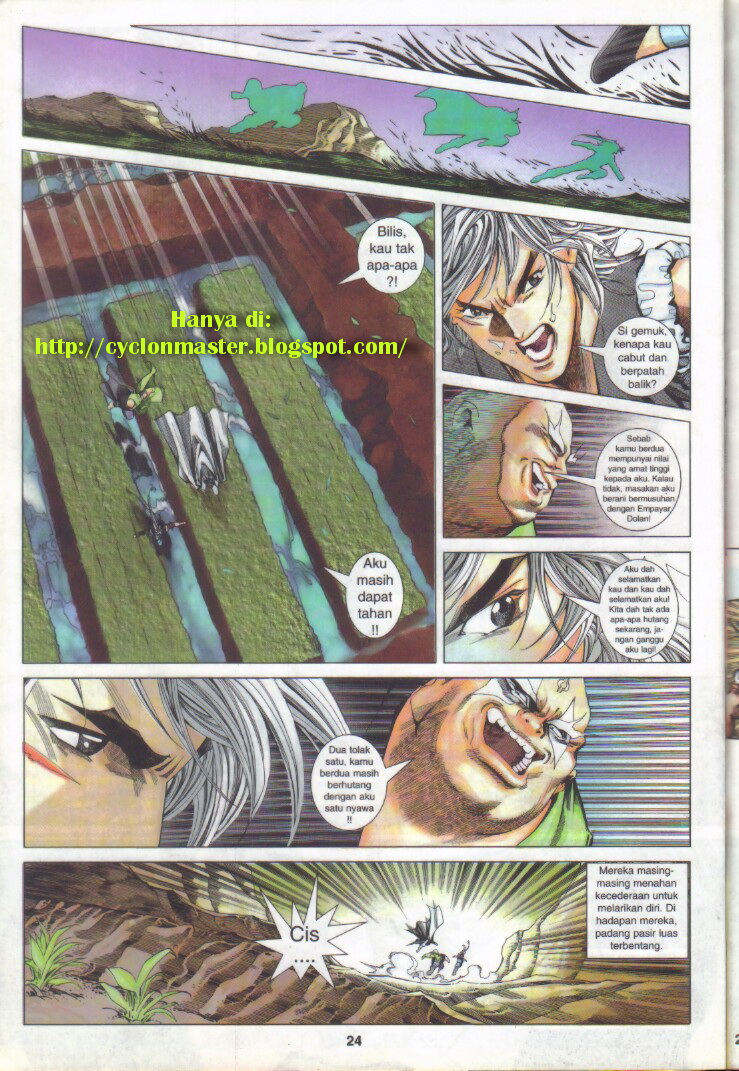 Bilis,
kau tak
apa-apa
?!
Hanya di:
http://cyclonmaster.blogspot.com/
Aku
masih
dapat
tahan
!!
Si gemuk,
kenapa kau
cabut dan
berpatah
balik?
Sebab
kamu berdua
mempunyai nilai
yang amat tinggi
kepada aku. Kalau
tidak, masakan aku
berani bermusuhan
dengan Empayar
Dolan!
Aku dah
selamatkan
kau dan kau dah
selamatkan aku!
Kita dah tak ada
apa-apa hutang
sekarang, ja-
ngan ganggu
aku lagi!
Dua tolak
satu, kamu
berdua masih
berhutang
dengan aku
satu nyawa
!!
Mereka masing-
masing menahan
kecederaan untuk
melarikan diri. Di
hadapan mereka,
padang pasir luas
terbentang.
Cis
....
24